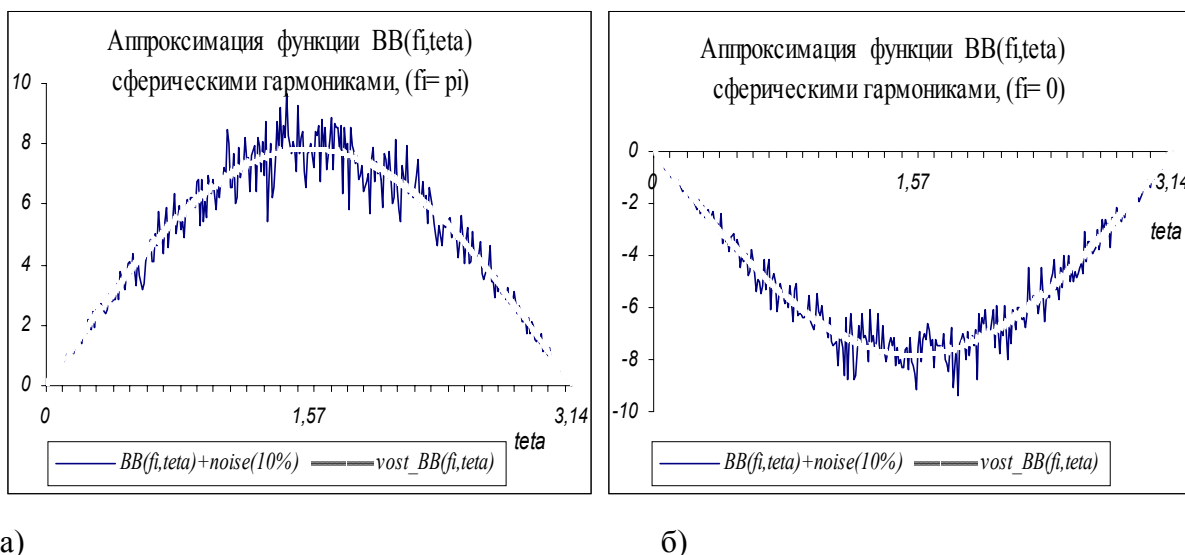 Аппроксимация функции BB(fi,teta)
сферическими гармониками, (fi= pi)
10
8
6
4
2
0
0
1,57
3,14
teta
BB(fi,teta)+noise(10%)
vost_BB(fi,teta)
Аппроксимация функции BB(fi,teta)
сферическими гармониками, (fi= 0)
0
-2
-4
-6
-8
-10
0
1,57
3,14
teta
BB(fi,teta)+noise(10%)
vost_BB(fi,teta)
а)
б)